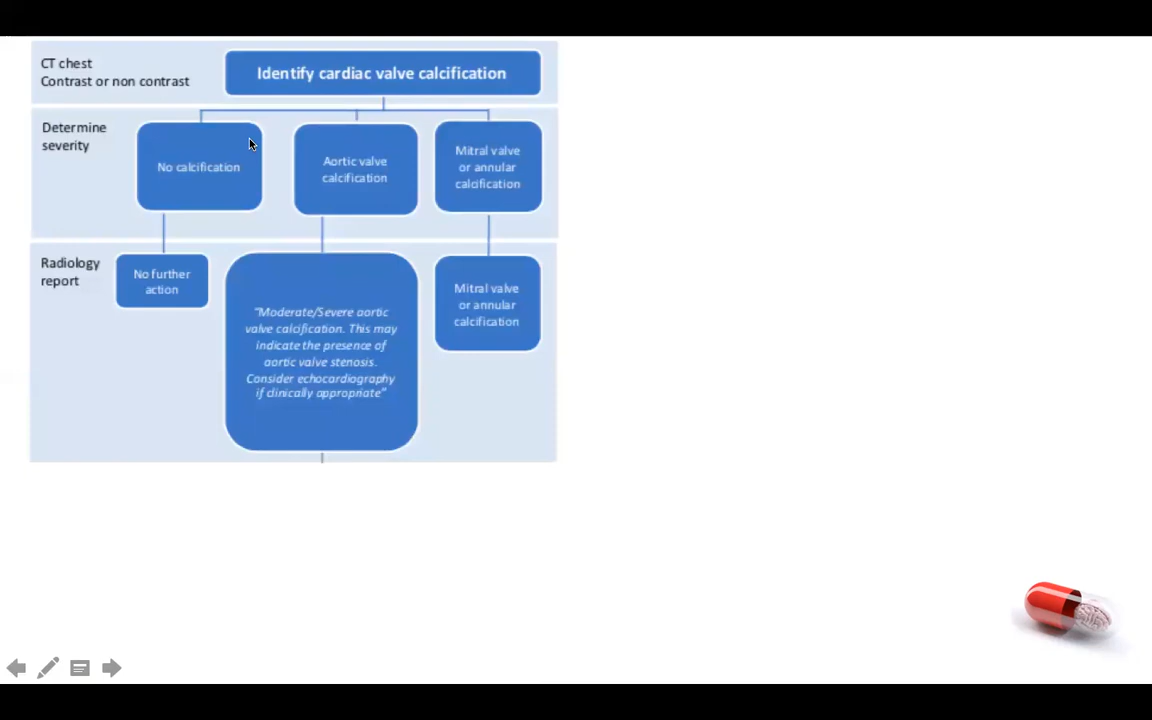 CT chest
Contrast or non contrast
Identify cardiac valve calcification
Determine
severity
No calcification
Aortic valve
calcification
Mitral valve
or annular
calcification
Radiology
report
No further
action
"Moderate/Severe aortic
valve calcification. This may
indicate the presence of
aortic valve stenosis.
Consider echocardiography
if clinically appropriate"
Mitral valve
or annular
calcification